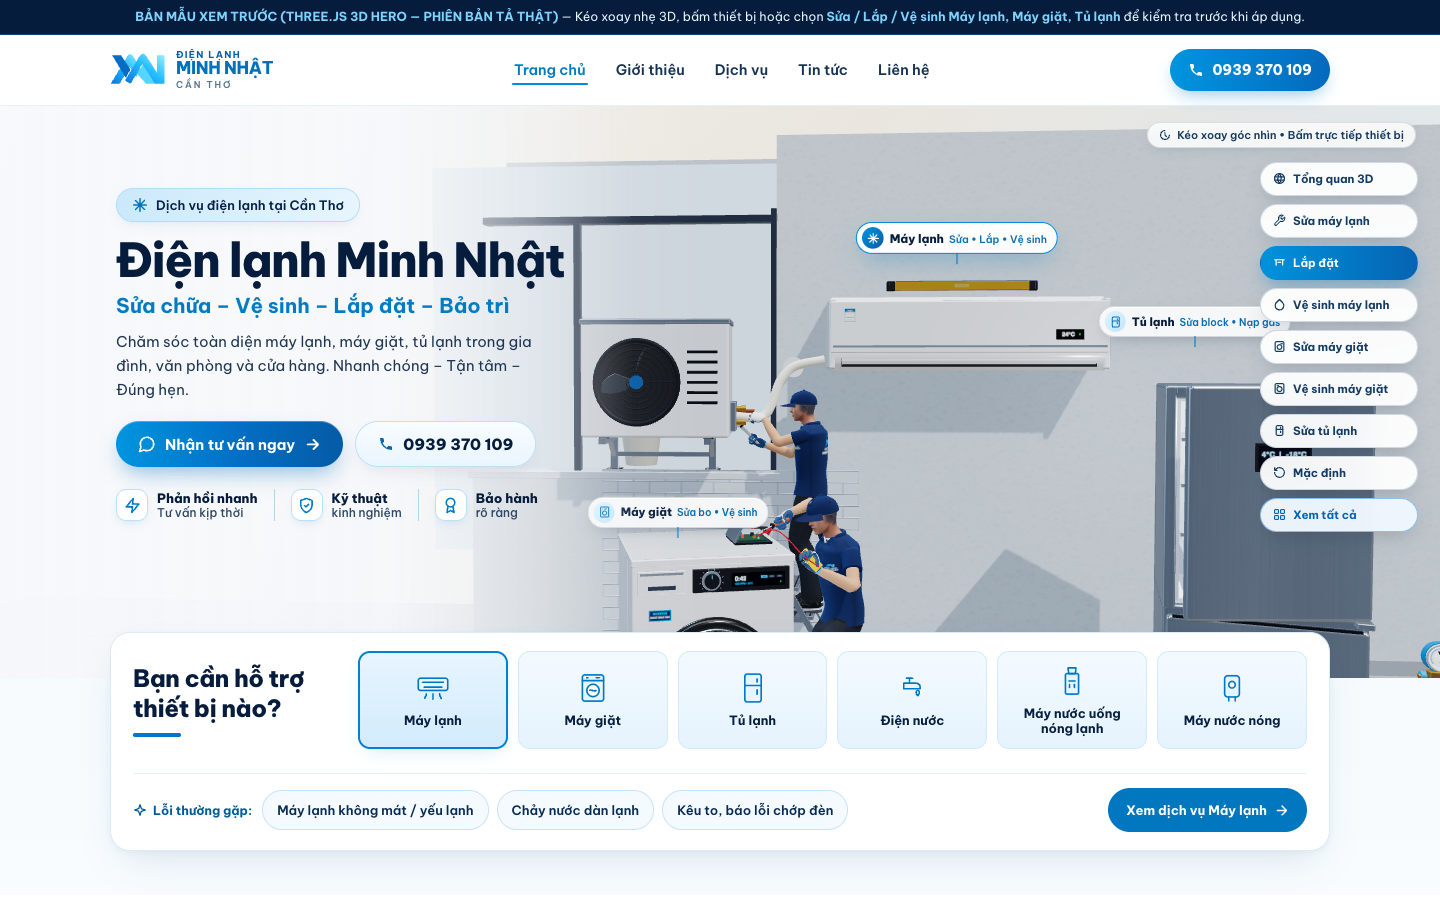 BẢN MẪU XEM TRƯỚC (THREE.JS 3D HERO — PHIÊN BẢN TẢ THẬT) — Kéo xoay nhẹ 3D, bấm thiết bị hoặc chọn Sửa / Lắp / Vệ sinh Máy lạnh, Máy giặt, Tủ lạnh để kiểm tra trước khi áp dụng.
ĐIỆN LẠNH
MINH NHẬT
CẦN THƠ
Trang chủ
Giới thiệu
Dịch vụ
Tin tức
Liên hệ
0939 370 109
Kéo xoay góc nhìn • Bấm trực tiếp thiết bị
Tổng quan 3D
Sửa máy lạnh
Lắp đặt
Vệ sinh máy lạnh
Sửa máy giặt
Vệ sinh máy giặt
Sửa tủ lạnh
Mặc định
Xem tất cả
Dịch vụ điện lạnh tại Cần Thơ
Điện lạnh Minh Nhật
Sửa chữa – Vệ sinh – Lắp đặt – Bảo trì
Chăm sóc toàn diện máy lạnh, máy giặt, tủ lạnh trong gia
đình, văn phòng và cửa hàng. Nhanh chóng – Tận tâm –
Đúng hẹn.
Nhận tư vấn ngay
0939 370 109
Phản hồi nhanh
Tư vấn kịp thời
Kỹ thuật
kinh nghiệm
Bảo hành
rõ ràng
Máy lạnh Sửa • Lắp • Vệ sinh
24°C
Tủ lạnh Sửa block • Nạp gas
Máy giặt Sửa bo • Vệ sinh
Bạn cần hỗ trợ
thiết bị nào?
Máy lạnh
Máy giặt
Tủ lạnh
Điện nước
Máy nước uống
nóng lạnh
Máy nước nóng
Lỗi thường gặp:
Máy lạnh không mát / yếu lạnh
Chảy nước dàn lạnh
Kêu to, báo lỗi chớp đèn
Xem dịch vụ Máy lạnh